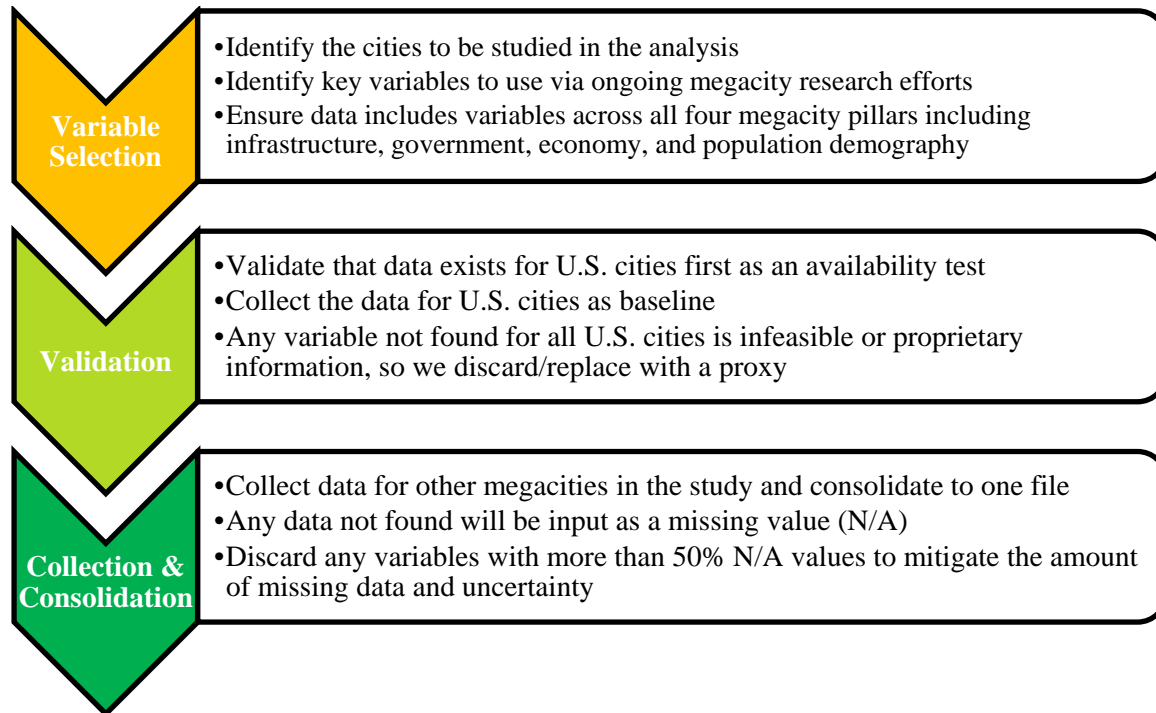 Variable
Selection
•Identify the cities to be studied in the analysis
•Identify key variables to use via ongoing megacity research efforts
•Ensure data includes variables across all four megacity pillars including
infrastructure, government, economy, and population demography
Validation
•Validate that data exists for U.S. cities first as an availability test
•Collect the data for U.S. cities as baseline
•Any variable not found for all U.S. cities is infeasible or proprietary
information, so we discard/replace with a proxy
Collection &
Consolidation
•Collect data for other megacities in the study and consolidate to one file
•Any data not found will be input as a missing value (N/A)
•Discard any variables with more than 50% N/A values to mitigate the amount
of missing data and uncertainty